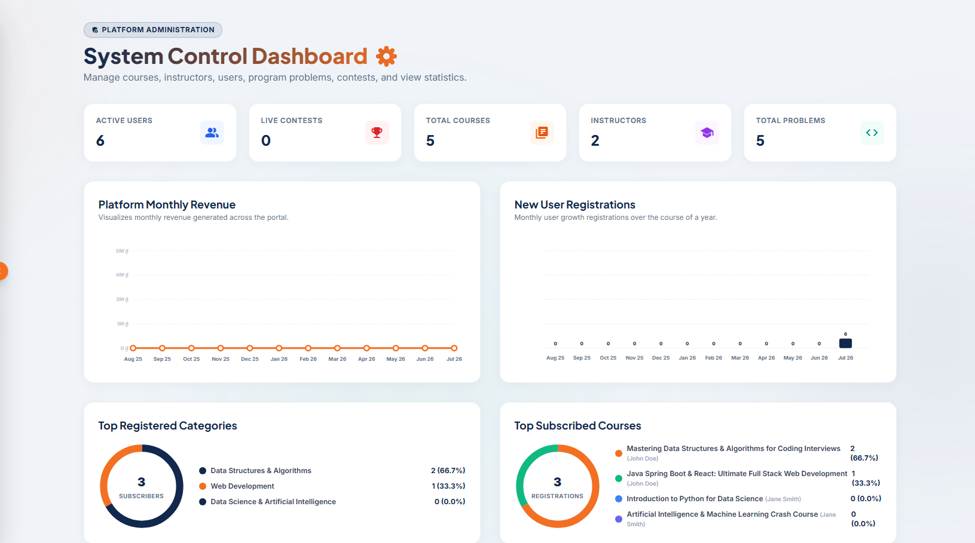 PLATFORM ADMINISTRATION
System Control Dashboard
Manage courses, instructors, users, program problems, contests, and view statistics.
ACTIVE USERS
6
LIVE CONTESTS
0
TOTAL COURSES
5
INSTRUCTORS
2
TOTAL PROBLEMS
5
Platform Monthly Revenue
Visualizes monthly revenue generated across the portal.
0 ₫
Aug 25 Sep 25 Oct 25 Nov 25 Dec 25 Jan 26 Feb 26 Mar 26 Apr 26 May 26 Jun 26 Jul 26
New User Registrations
Monthly user growth registrations over the course of a year.
0 0 0 0 0 0 0 0 0 0 0 6
Aug 25 Sep 25 Oct 25 Nov 25 Dec 25 Jan 26 Feb 26 Mar 26 Apr 26 May 26 Jun 26 Jul 26
Top Registered Categories
3
SUBSCRIBERS
Data Structures & Algorithms 2 (66.7%)
Web Development 1 (33.3%)
Data Science & Artificial Intelligence 0 (0.0%)
Top Subscribed Courses
3
REGISTRATIONS
Mastering Data Structures & Algorithms for Coding Interviews 2
(John Doe) (66.7%)
Java Spring Boot & React: Ultimate Full Stack Web Development 1
(John Doe) (33.3%)
Introduction to Python for Data Science (Jane Smith) 0 (0.0%)
Artificial Intelligence & Machine Learning Crash Course (Jane 0
Smith) (0.0%)